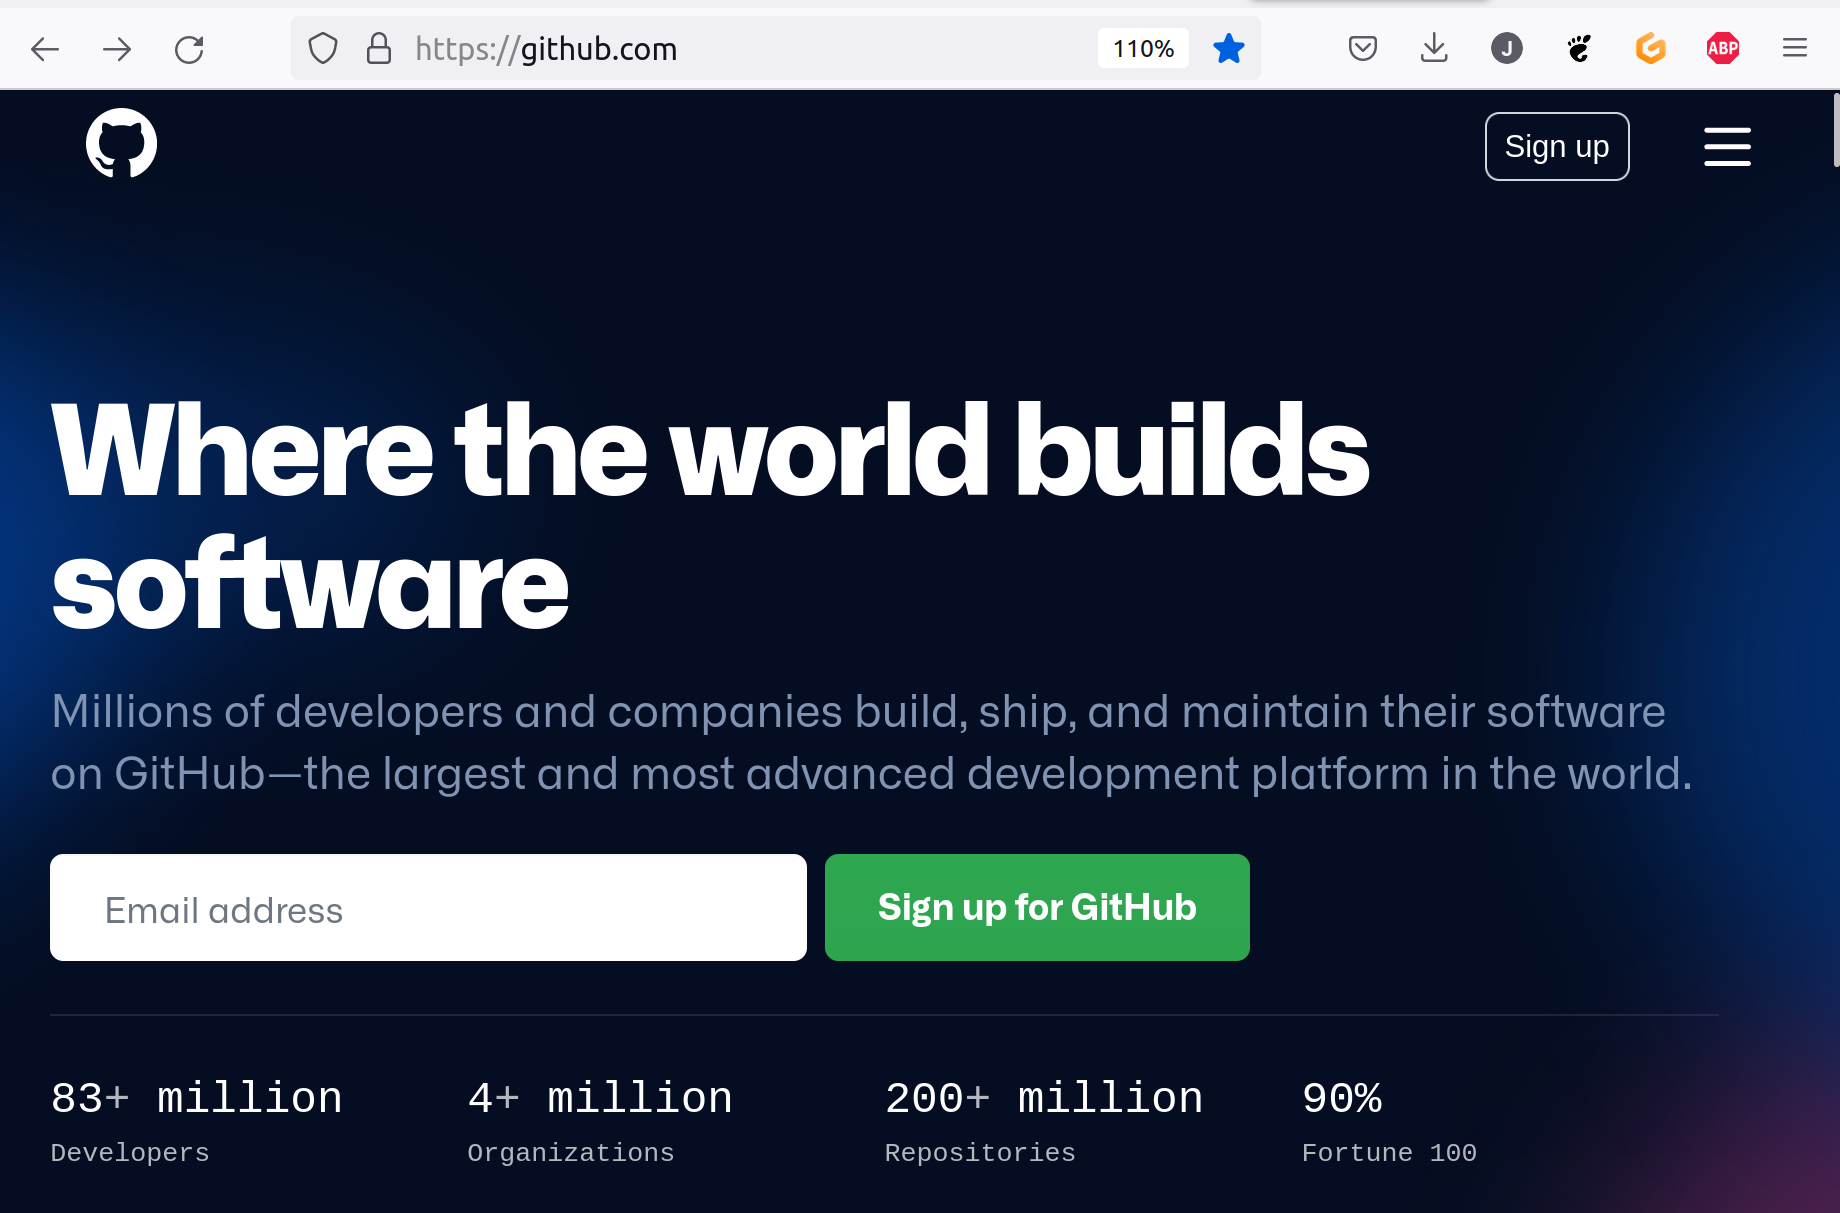 https://github.com
110%
J
ABP
Sign up
Where the world builds
software
Millions of developers and companies build, ship, and maintain their software
on GitHub—the largest and most advanced development platform in the world.
Email address
Sign up for GitHub
83+ million
Developers
4+ million
Organizations
200+ million
Repositories
90%
Fortune 100